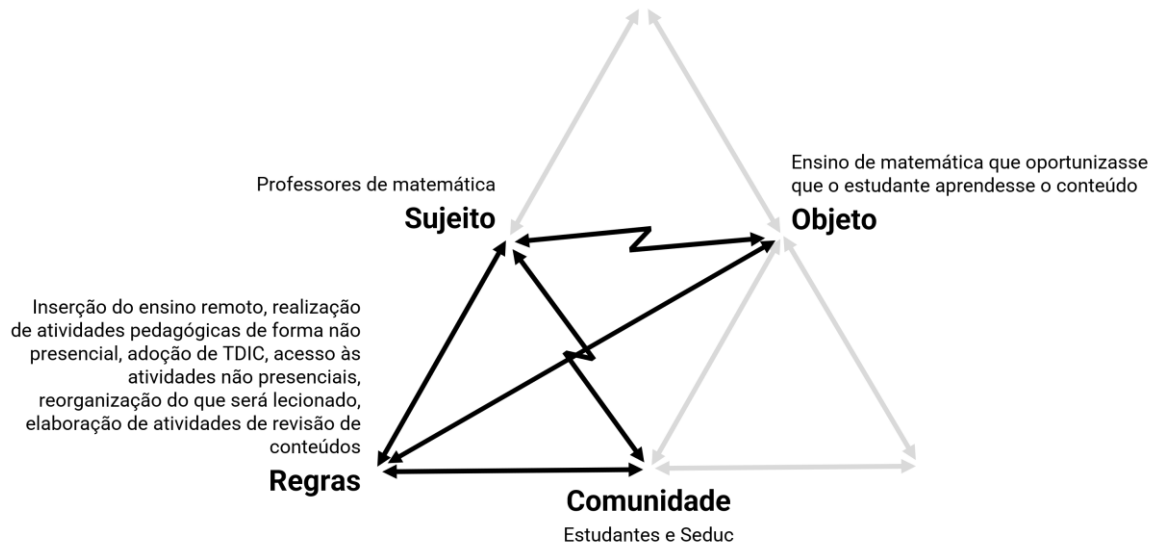 Professores de matemática
Sujeito
Ensino de matemática que oportunizasse
que o estudante aprendesse o conteúdo
Objeto
Inserção do ensino remoto, realização
de atividades pedagógicas de forma não
presencial, adoção de TDIC, acesso às
atividades não presenciais,
reorganização do que será lecionado,
elaboração de atividades de revisão de
conteúdos
Regras
Comunidade
Estudantes e Seduc